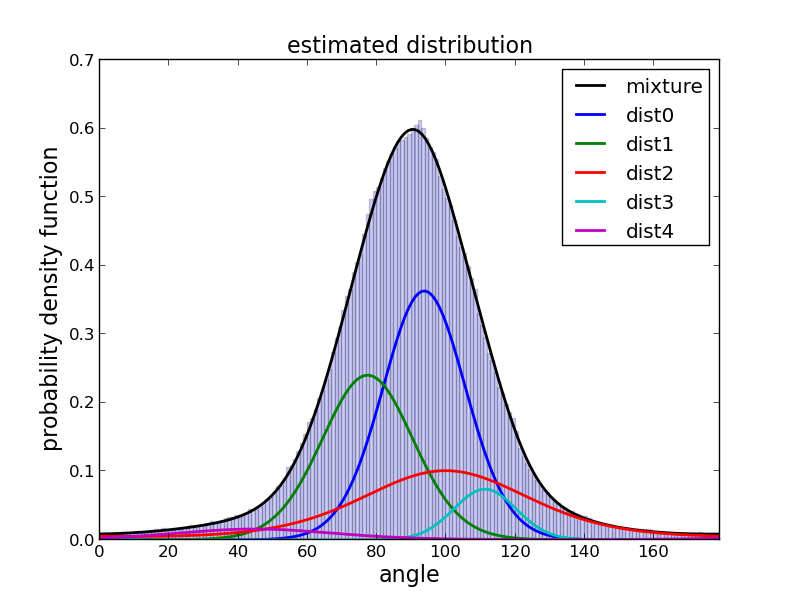 estimated distribution
0.7
0.6
0.5
0.4
0.3
0.2
0.1
0.0
probability density function
mixture
dist0
dist1
dist2
dist3
dist4
0 20 40 60 80 100 120 140 160
angle